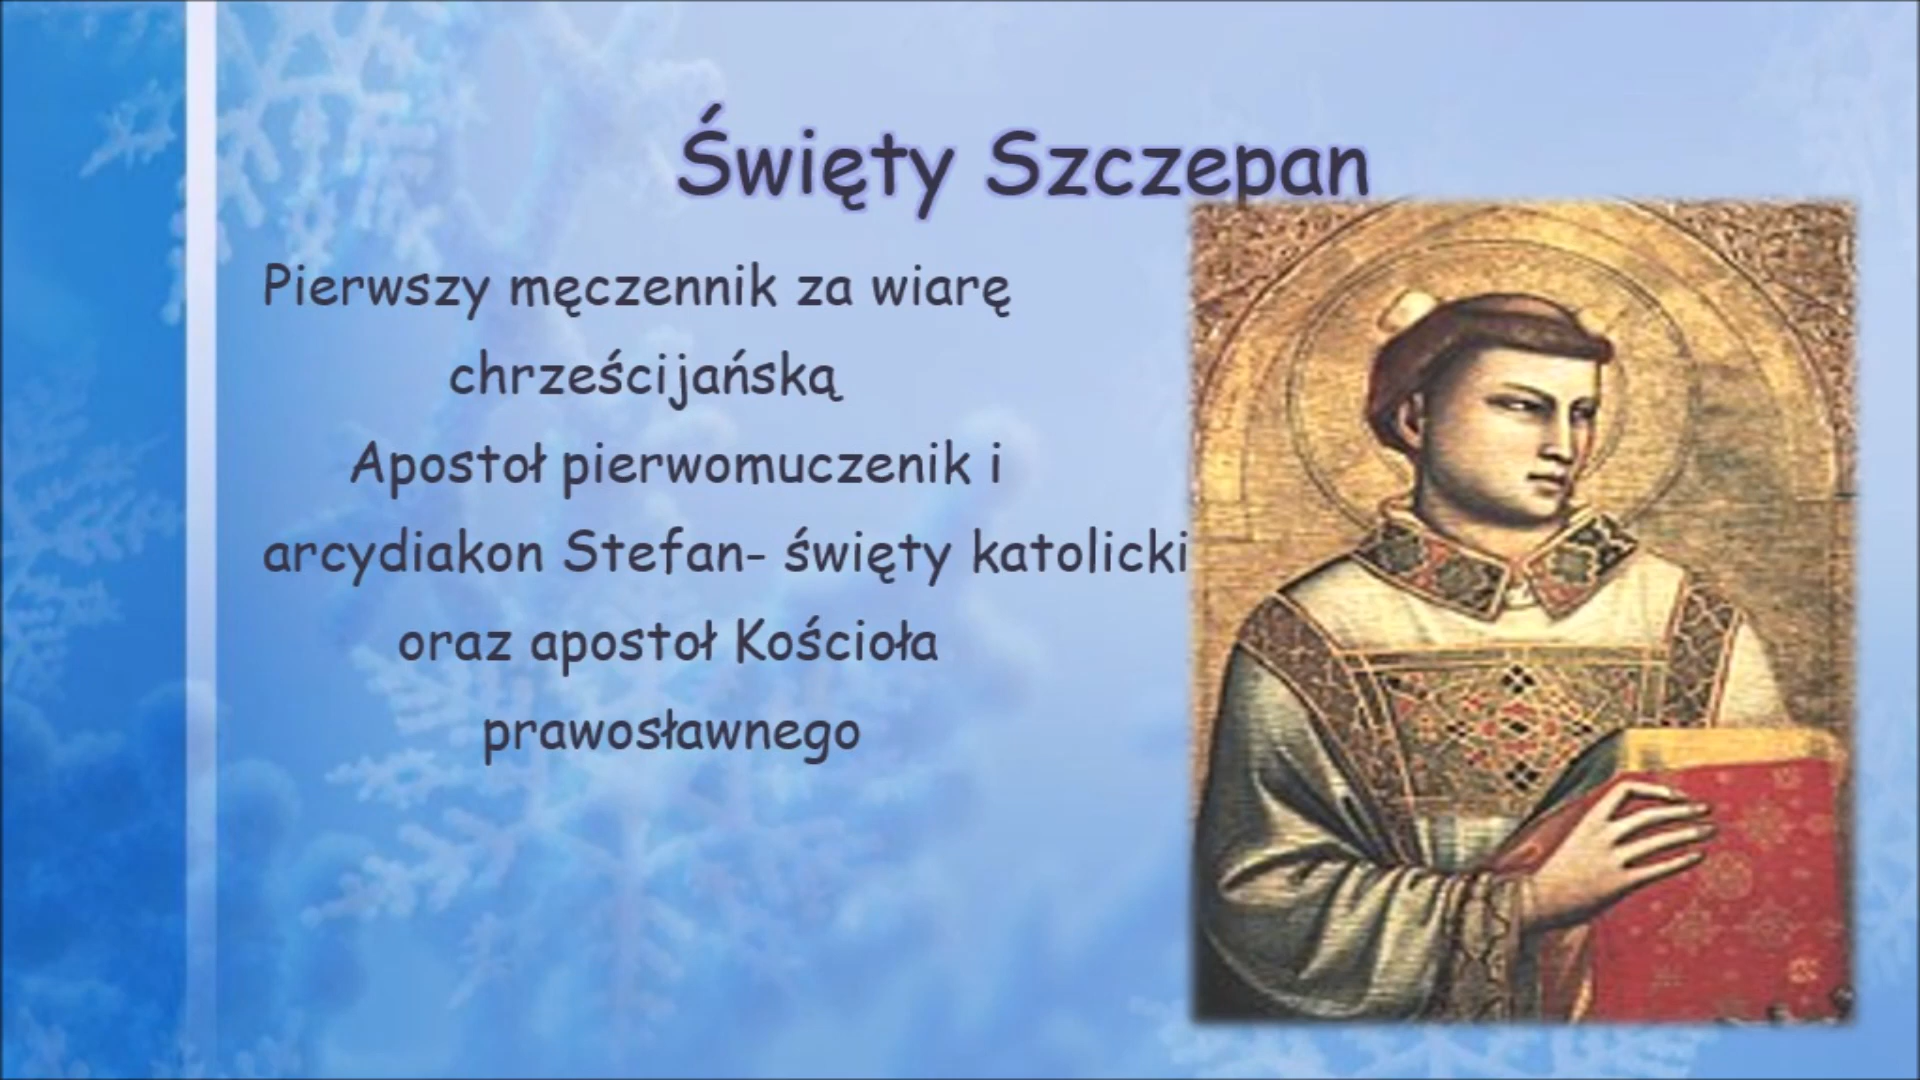 Święty Szczepan
Pierwszy męczennik za wiarę
chrześcijańską
Apostoł pierwomuczenik i
arcydiakon Stefan- święty katolicki
oraz apostoł Kościoła
prawosławnego